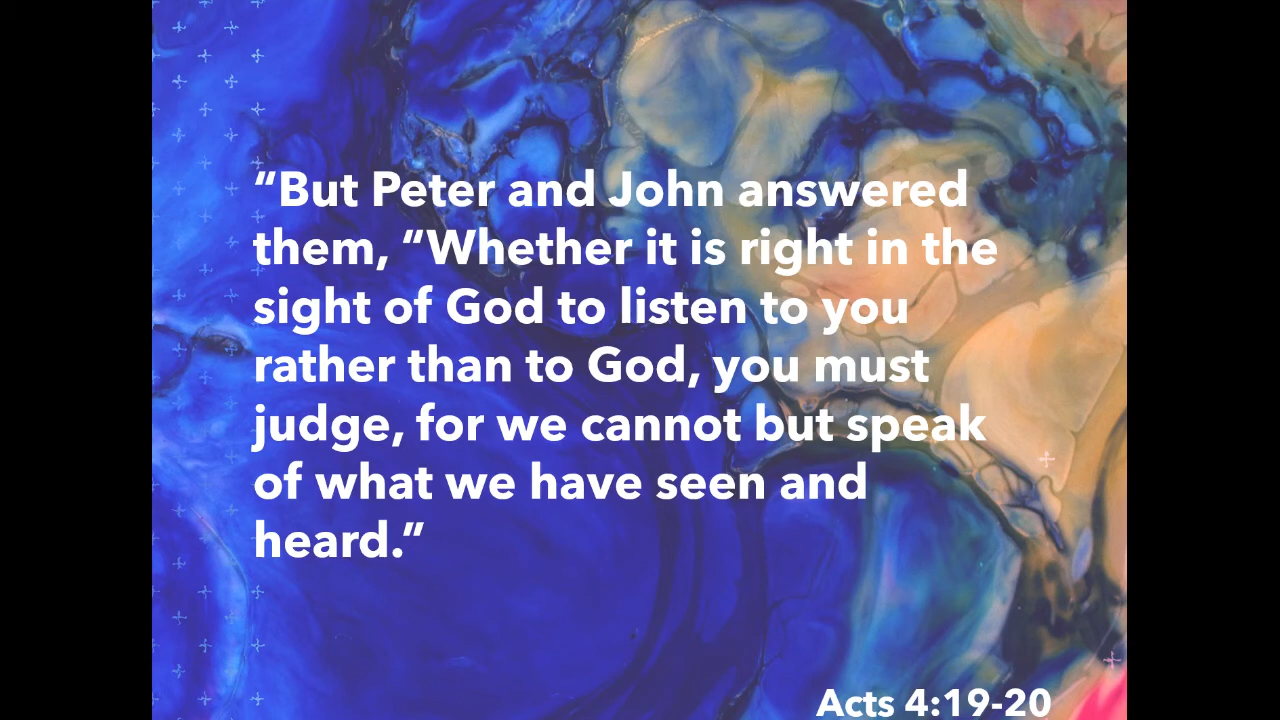 “But Peter and John answered
them, “Whether it is right in the
sight of God to listen to you
rather than to God, you must
judge, for we cannot but speak
of what we have seen and
heard.”
Acts 4:19-20